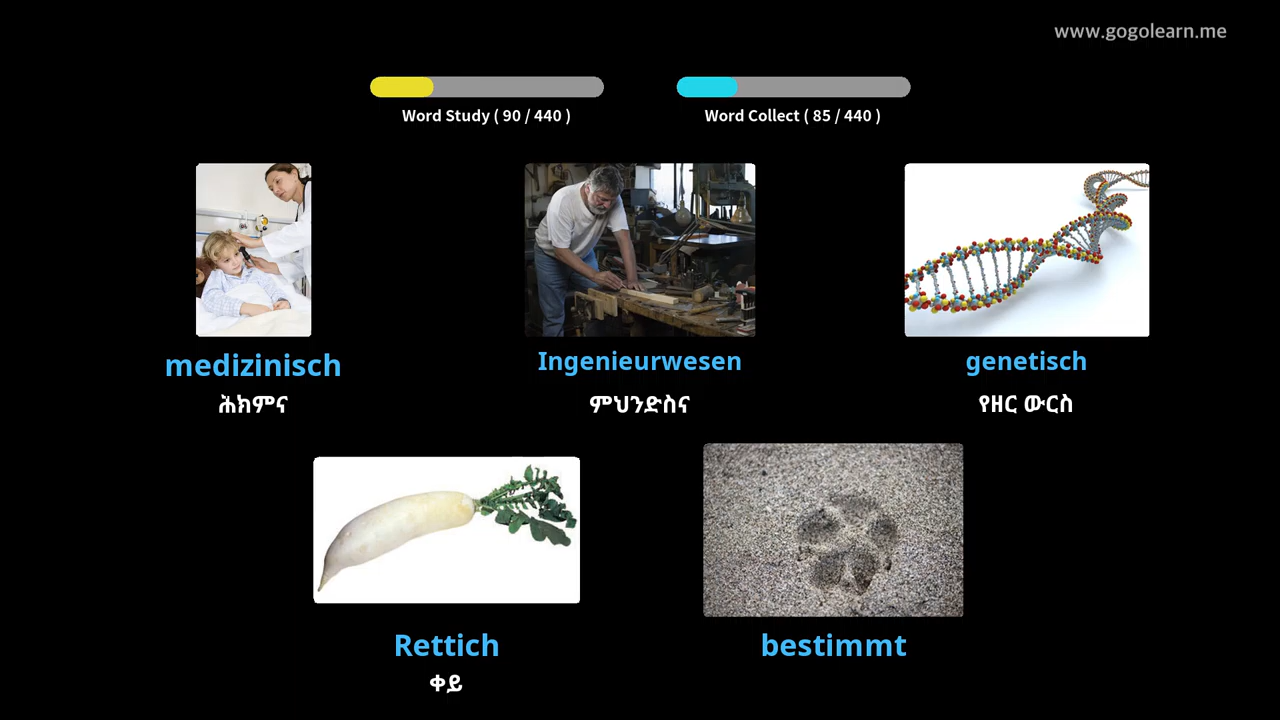 www.gogolearn.me
Word Study ( 90 / 440 )
Word Collect ( 85 / 440 )
medizinisch
ሕክምና
Ingenieurwesen
ምህንድስና
genetisch
የዘር ውርስ
Rettich
ቀይ
bestimmt